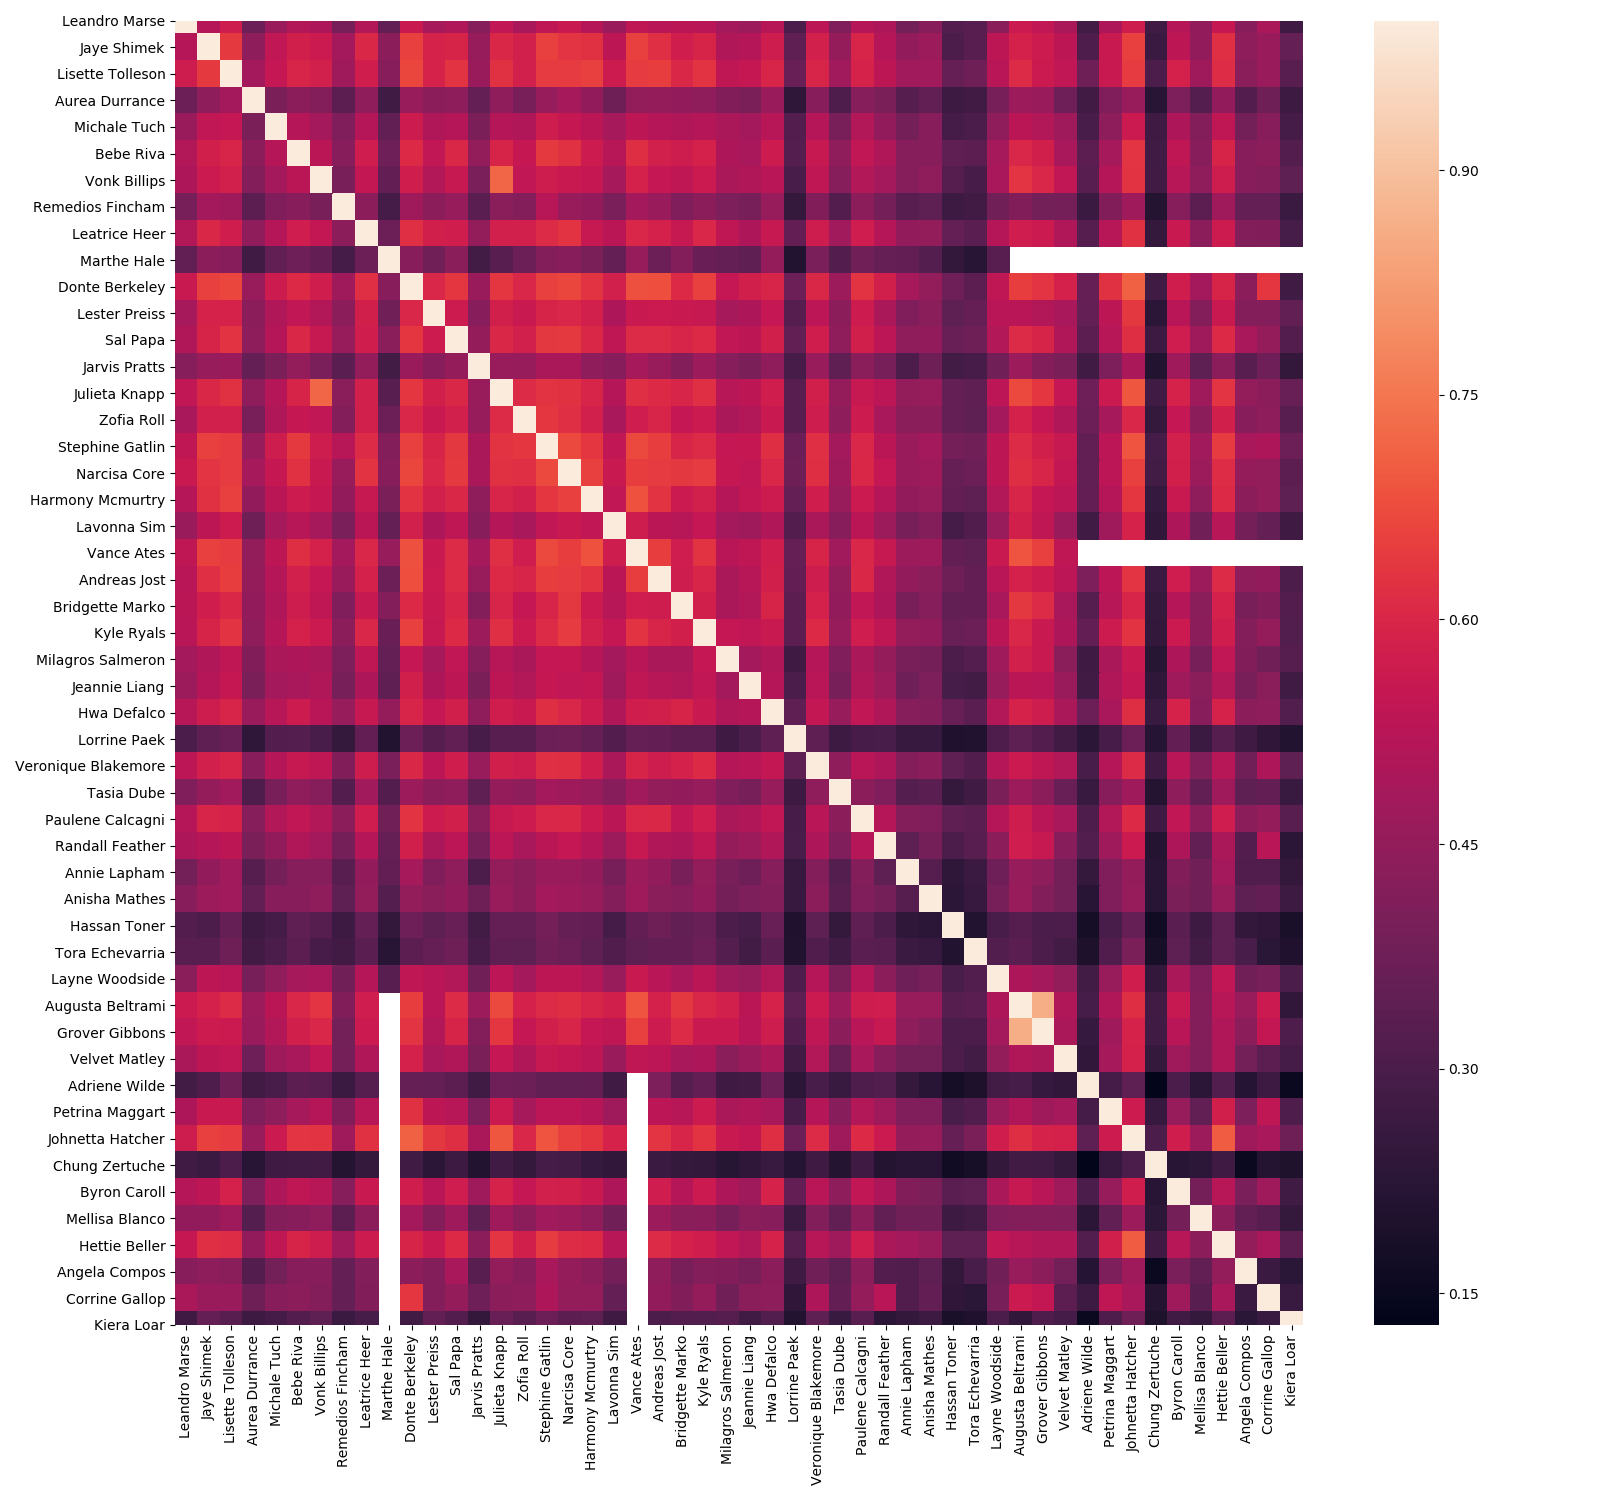 Leandro Marse
Jaye Shimek
Lisette Tolleson
Aurea Durrance
Michale Tuch
Bebe Riva
Vonk Billips
Remedios Fincham
Leatrice Heer
Marthe Hale
Donte Berkeley
Lester Preiss
Sal Papa
Jarvis Pratts
Julieta Knapp
Zofia Roll
Stephine Gatlin
Narcisa Core
Harmony Mcmurtry
Lavonna Sim
Vance Ates
Andreas Jost
Bridgette Marko
Kyle Ryals
Milagros Salmeron
Jeannie Liang
Hwa Defalco
Lorrine Paek
Veronique Blakemore
Tasia Dube
Paulene Calcagni
Randall Feather
Annie Lapham
Anisha Mathes
Hassan Toner
Tora Echevarria
Layne Woodside
Augusta Beltrami
Grover Gibbons
Velvet Matley
Adriene Wilde
Petrina Maggart
Johnetta Hatcher
Chung Zertuche
Byron Caroll
Mellisa Blanco
Hettie Beller
Angela Compos
Corrine Gallop
Kiera Loar
Leandro Marse
Jaye Shimek
Lisette Tolleson
Aurea Durrance
Michale Tuch
Bebe Riva
Vonk Billips
Remedios Fincham
Leatrice Heer
Marthe Hale
Donte Berkeley
Lester Preiss
Sal Papa
Jarvis Pratts
Julieta Knapp
Zofia Roll
Stephine Gatlin
Narcisa Core
Harmony Mcmurtry
Lavonna Sim
Vance Ates
Andreas Jost
Bridgette Marko
Kyle Ryals
Milagros Salmeron
Jeannie Liang
Hwa Defalco
Lorrine Paek
Veronique Blakemore
Tasia Dube
Paulene Calcagni
Randall Feather
Annie Lapham
Anisha Mathes
Hassan Toner
Tora Echevarria
Layne Woodside
Augusta Beltrami
Grover Gibbons
Velvet Matley
Adriene Wilde
Petrina Maggart
Johnetta Hatcher
Chung Zertuche
Byron Caroll
Mellisa Blanco
Hettie Beller
Angela Compos
Corrine Gallop
Kiera Loar
0.90
0.75
0.60
0.45
0.30
0.15